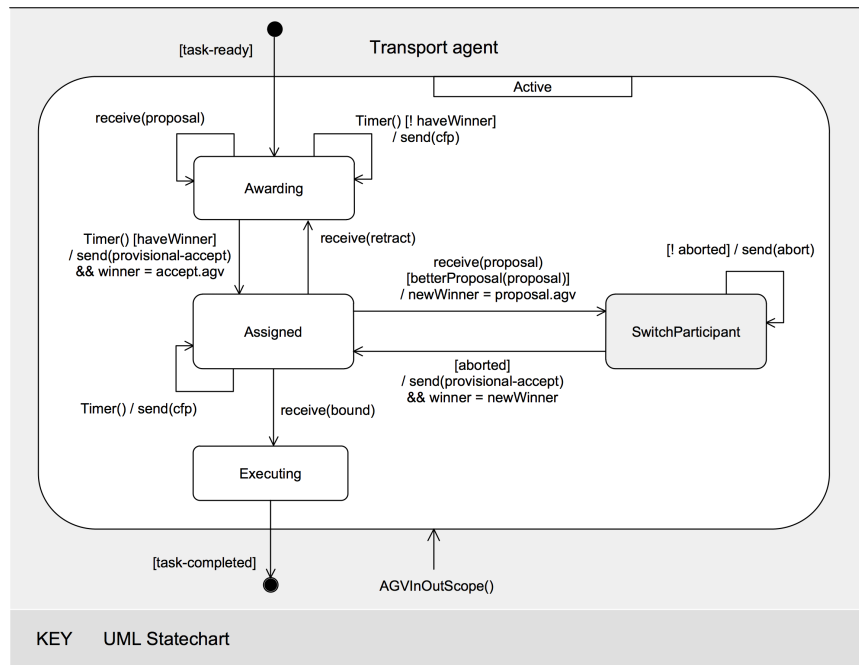 [task-ready]
Transport agent
Active
receive(proposal)
Timer() [! haveWinner]
/ send(cfp)
Awarding
Timer() [haveWinner]
/ send(provisional-accept)
&& winner = accept.agv
receive(retract)
receive(proposal)
[betterProposal(proposal)]
/ newWinner = proposal.agv
[! aborted] / send(abort)
Assigned
SwitchParticipant
[aborted]
/ send(provisional-accept)
&& winner = newWinner
Timer() / send(cfp)
receive(bound)
Executing
[task-completed]
AGVInOutScope()
KEY UML Statechart